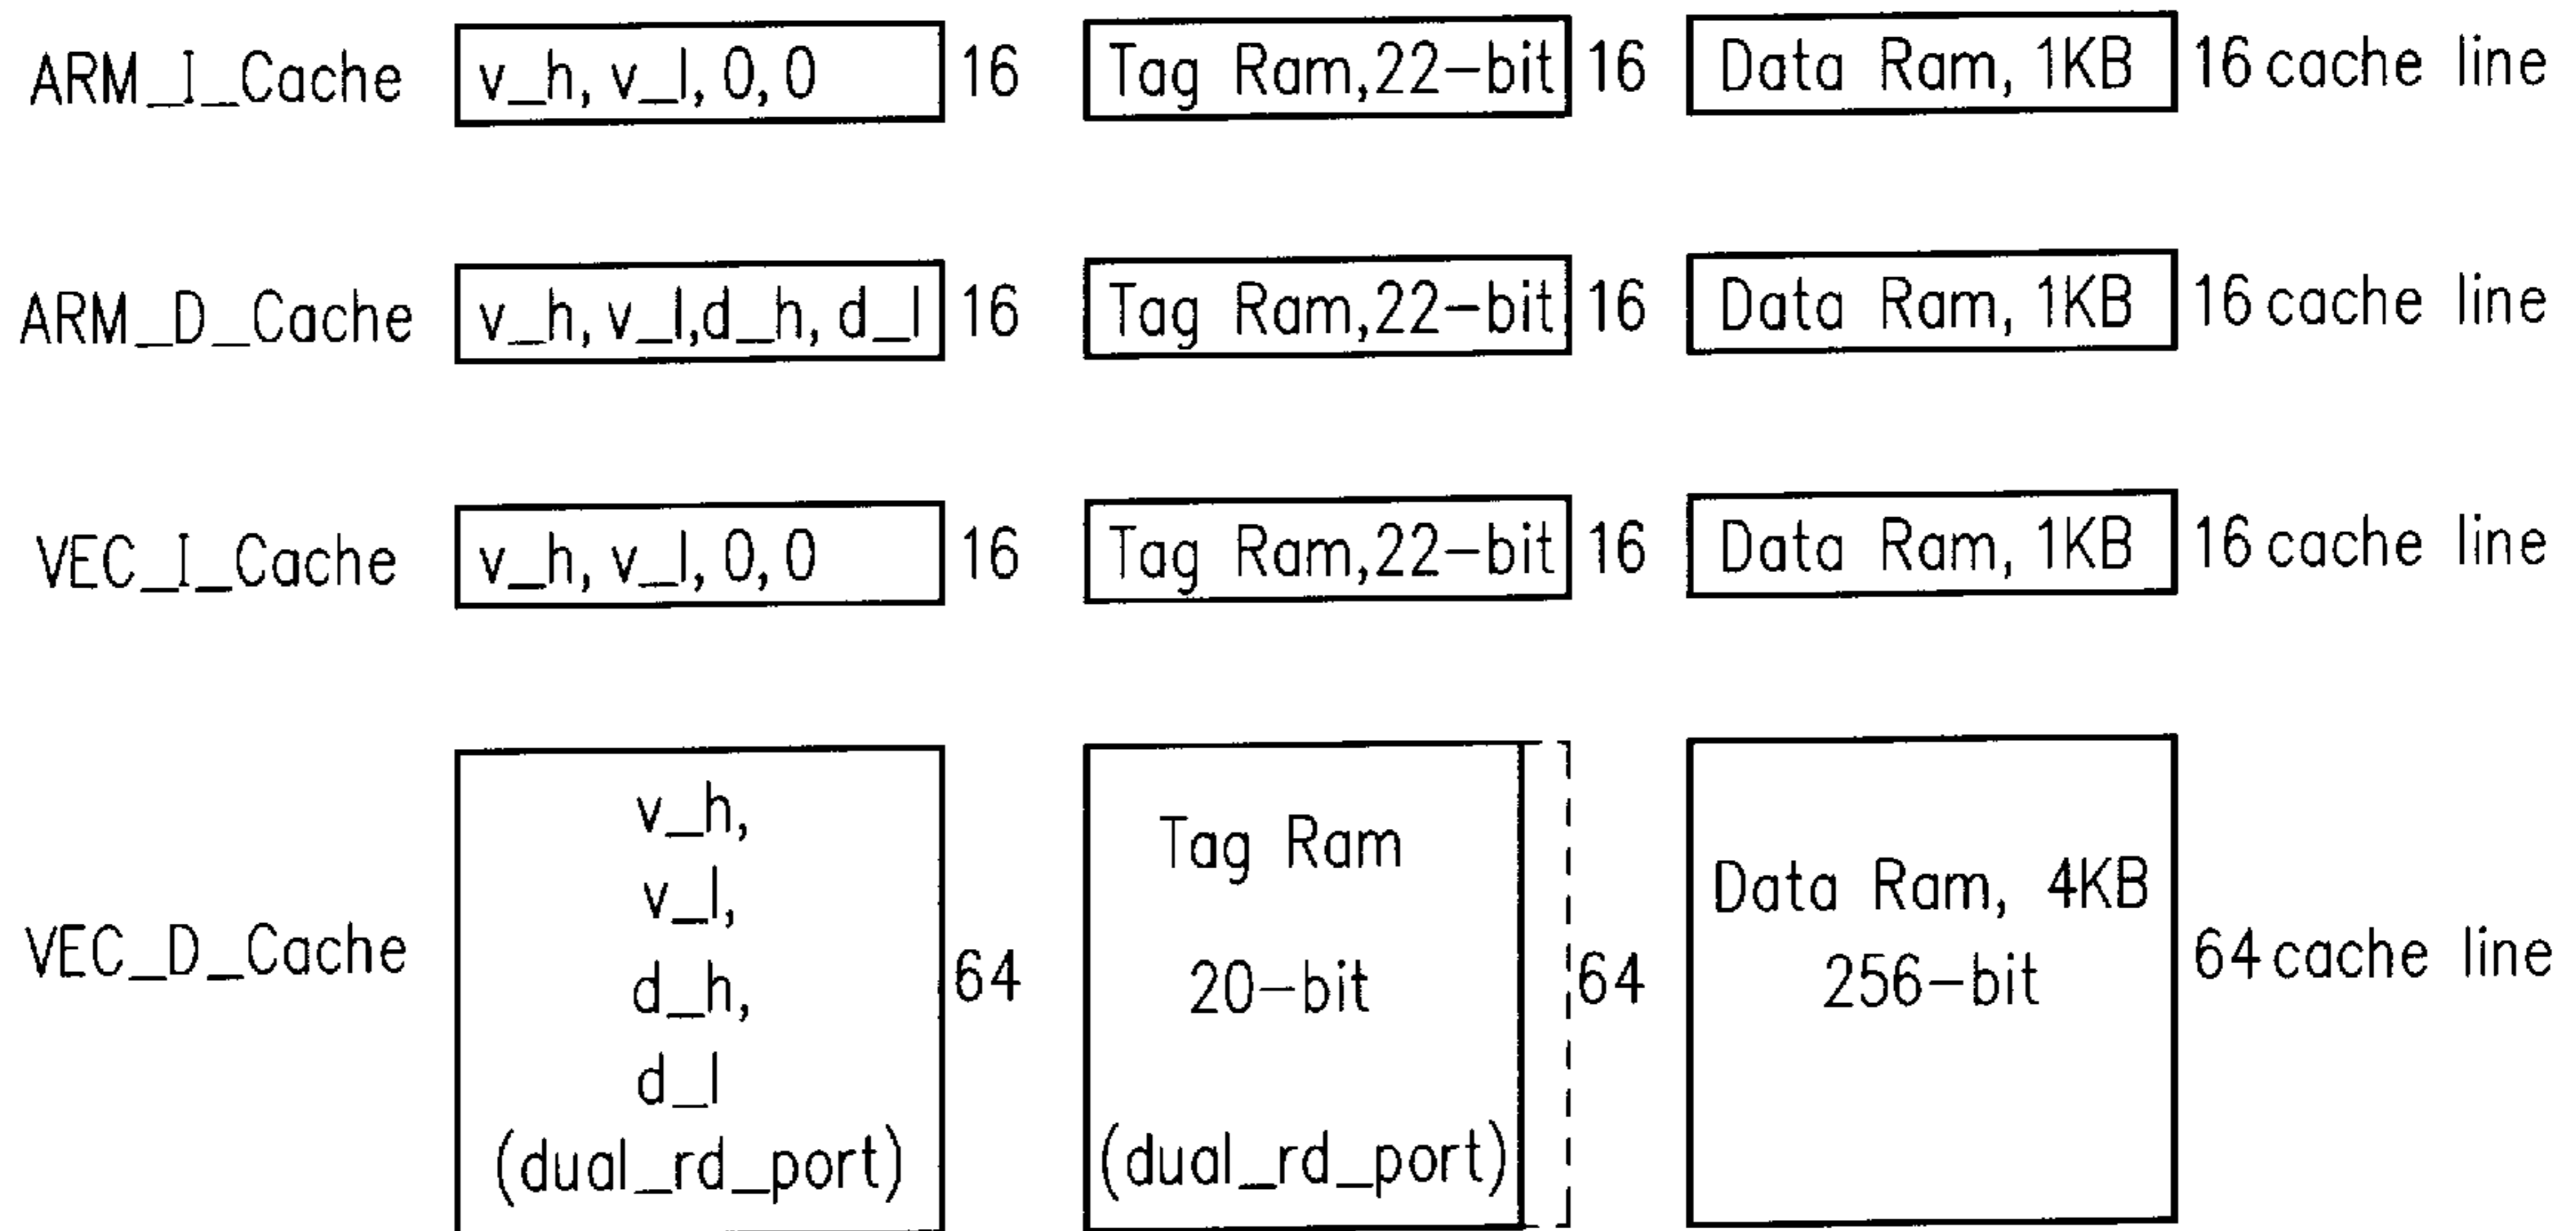 ARM_I_Cache v_h, v_l, 0, 0 16 Tag Ram,22-bit 16 Data Ram, 1KB 16 cache line
ARM_D_Cache v_h, v_l,d_h, d_l 16 Tag Ram,22-bit 16 Data Ram, 1KB 16 cache line
VEC_I_Cache v_h, v_l, 0, 0 16 Tag Ram,22-bit 16 Data Ram, 1KB 16 cache line
VEC_D_Cache
v_h,
v_l,
d_h,
d_l
(dual_rd_port)
64
Tag Ram
20-bit
(dual_rd_port)
64
Data Ram, 4KB
256-bit
64 cache line